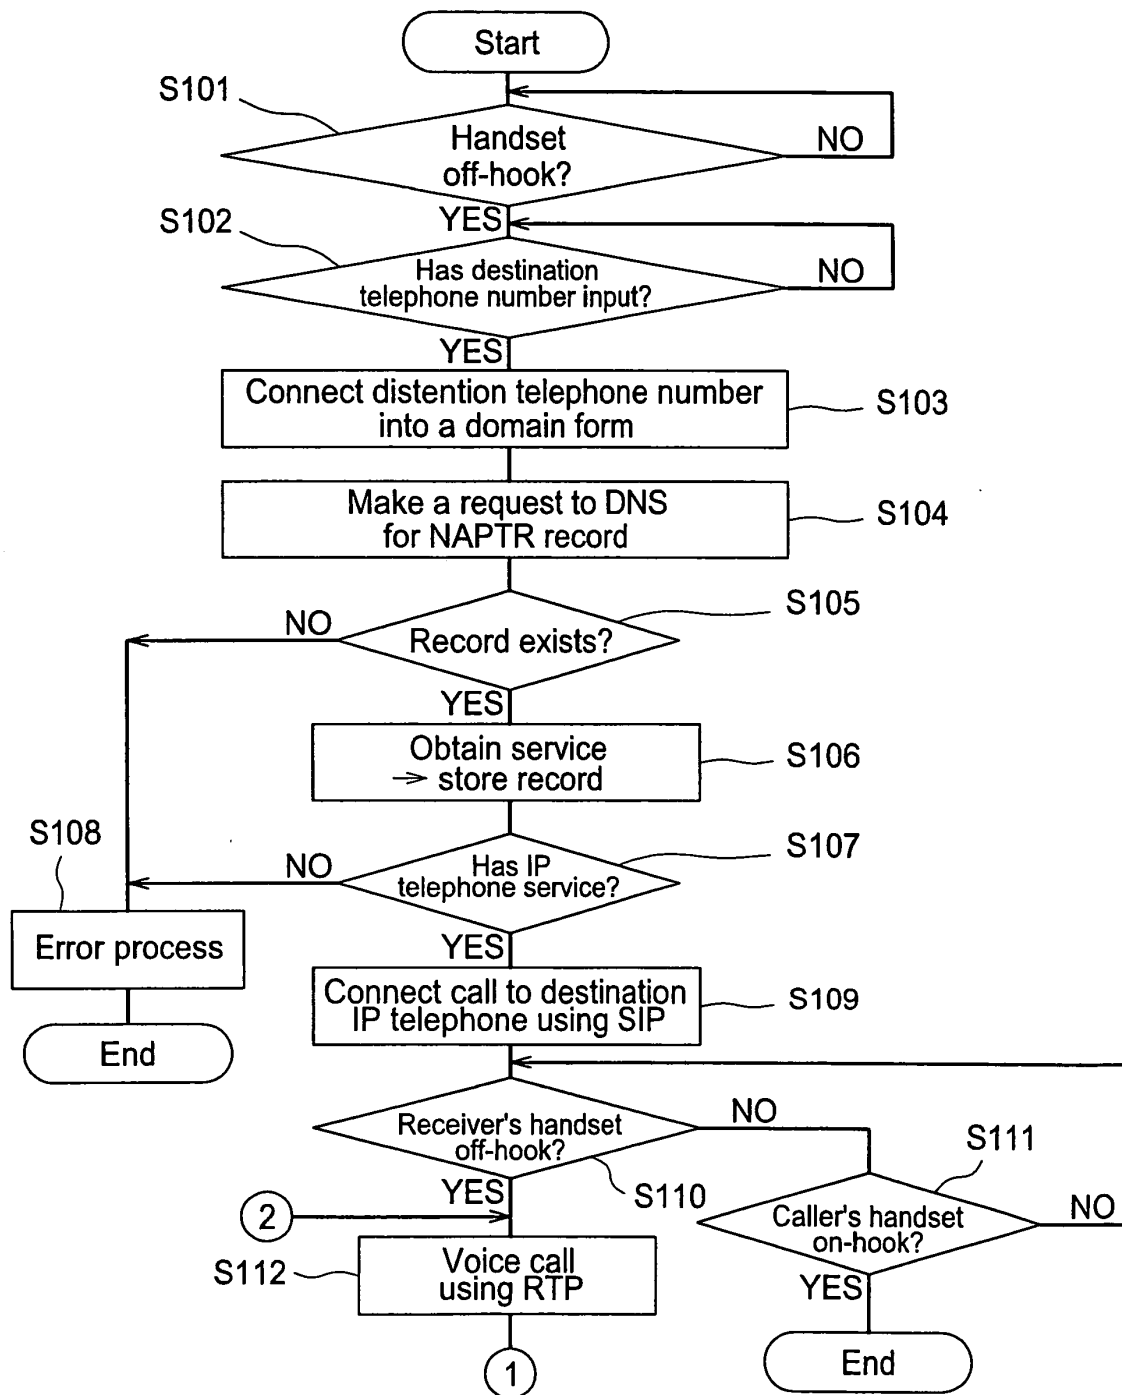 Start
S101
Handset
off-hook?
NO
YES
S102
Has destination
telephone number input?
NO
YES
Connect distention telephone number
into a domain form
S103
Make a request to DNS
for NAPTR record
S104
S105
NO
Record exists?
YES
Obtain service
→ store record
S106
S108
S107
NO
Has IP
telephone service?
Error process
YES
Connect call to destination
IP telephone using SIP
S109
End
Receiver's handset
off-hook?
NO
S111
YES
S110
2
Caller's handset
on-hook?
NO
S112
Voice call
using RTP
YES
1
End